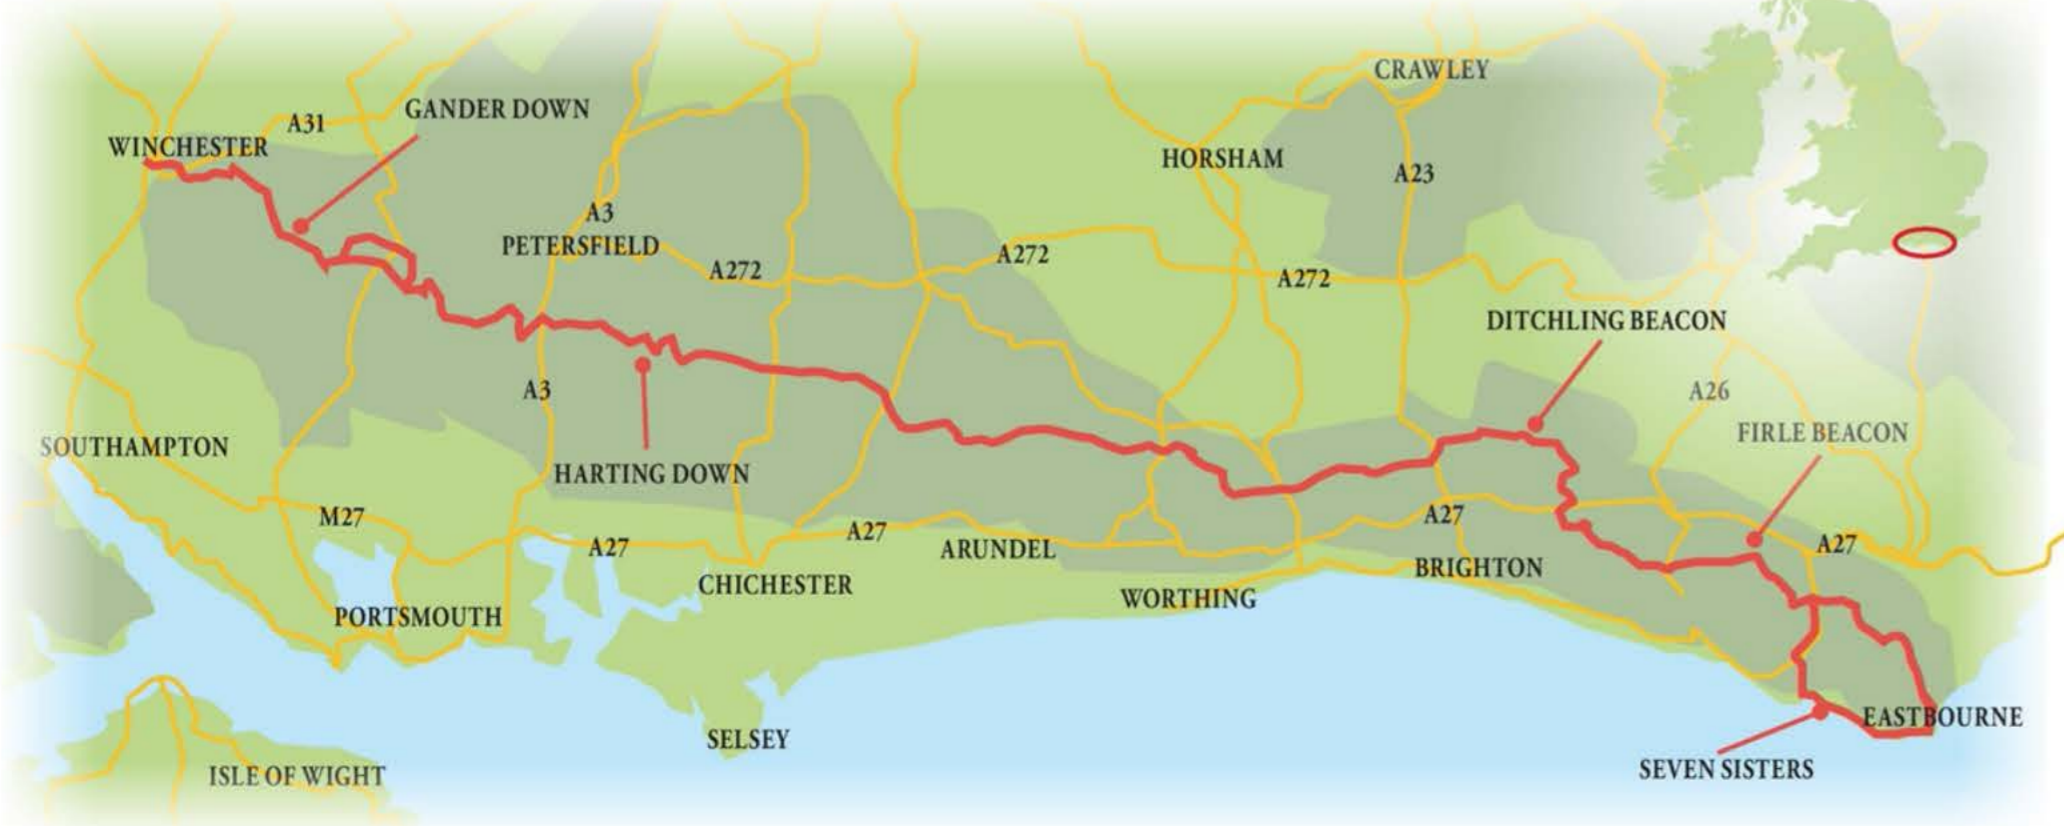 CRAWLEY
GANDER DOWN
A31
WINCHESTER
HORSHAM
A23
A3
PETERSFIELD
A272
A272
A272
DITCHLING BEACON
A3
A26
FIRLE BEACON
SOUTHAMPTON
HARTING DOWN
M27
A27
A27
A27
A27
ARUNDEL
BRIGHTON
CHICHESTER
WORTHING
PORTSMOUTH
EASTBOURNE
SELSEY
SEVEN SISTERS
ISLE OF WIGHT